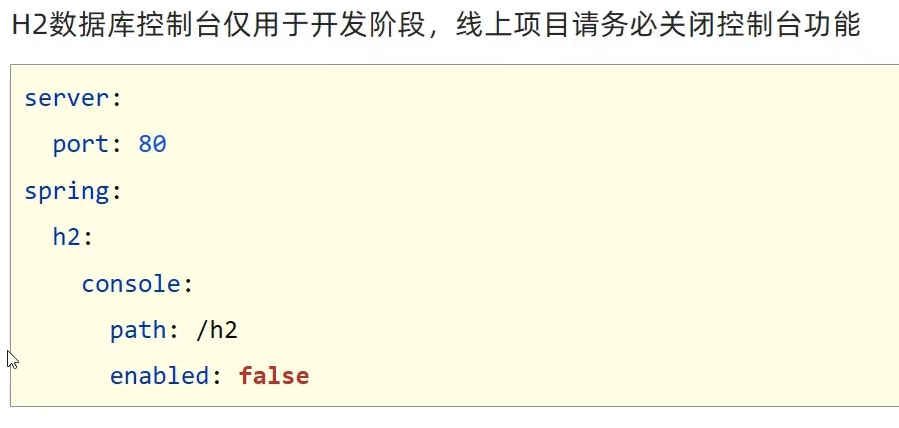 H2数据库控制台仅用于开发阶段，线上项目请务必关闭控制台功能
server:
  port: 80
spring:
  h2:
    console:
      path: /h2
      enabled: false